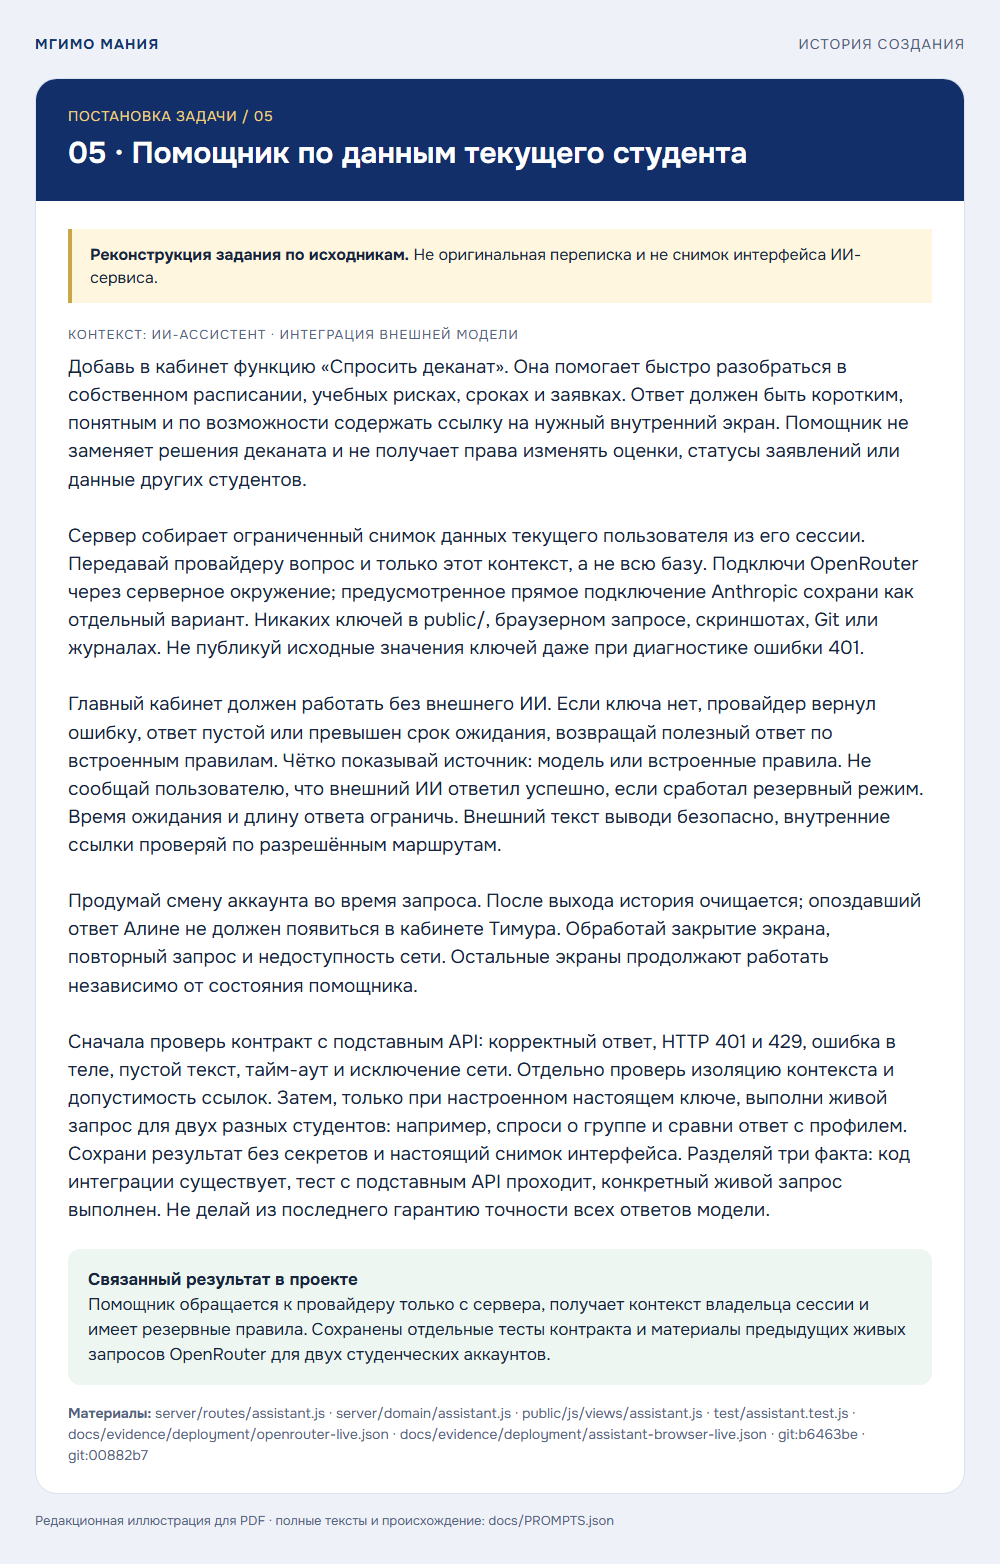 МГИМО МАНИЯ
ИСТОРИЯ СОЗДАНИЯ
ПОСТАНОВКА ЗАДАЧИ / 05
05 · Помощник по данным текущего студента
Реконструкция задания по исходникам. Не оригинальная переписка и не снимок интерфейса ИИ-
сервиса.
КОНТЕКСТ: ИИ-АССИСТЕНТ · ИНТЕГРАЦИЯ ВНЕШНЕЙ МОДЕЛИ
Добавь в кабинет функцию «Спросить деканат». Она помогает быстро разобраться в
собственном расписании, учебных рисках, сроках и заявках. Ответ должен быть коротким,
понятным и по возможности содержать ссылку на нужный внутренний экран. Помощник не
заменяет решения деканата и не получает права изменять оценки, статусы заявлений или
данные других студентов.
Сервер собирает ограниченный снимок данных текущего пользователя из его сессии.
Передавай провайдеру вопрос и только этот контекст, а не всю базу. Подключи OpenRouter
через серверное окружение; предусмотренное прямое подключение Anthropic сохрани как
отдельный вариант. Никаких ключей в public/, браузерном запросе, скриншотах, Git или
журналах. Не публикуй исходные значения ключей даже при диагностике ошибки 401.
Главный кабинет должен работать без внешнего ИИ. Если ключа нет, провайдер вернул
ошибку, ответ пустой или превышен срок ожидания, возвращай полезный ответ по
встроенным правилам. Чётко показывай источник: модель или встроенные правила. Не
сообщай пользователю, что внешний ИИ ответил успешно, если сработал резервный режим.
Время ожидания и длину ответа ограничь. Внешний текст выводи безопасно, внутренние
ссылки проверяй по разрешённым маршрутам.
Продумай смену аккаунта во время запроса. После выхода история очищается; опоздавший
ответ Алине не должен появиться в кабинете Тимура. Обработай закрытие экрана,
повторный запрос и недоступность сети. Остальные экраны продолжают работать
независимо от состояния помощника.
Сначала проверь контракт с подставным API: корректный ответ, HTTP 401 и 429, ошибка в
теле, пустой текст, тайм-аут и исключение сети. Отдельно проверь изоляцию контекста и
допустимость ссылок. Затем, только при настроенном настоящем ключе, выполни живой
запрос для двух разных студентов: например, спроси о группе и сравни ответ с профилем.
Сохрани результат без секретов и настоящий снимок интерфейса. Разделяй три факта: код
интеграции существует, тест с подставным API проходит, конкретный живой запрос
выполнен. Не делай из последнего гарантию точности всех ответов модели.
Связанный результат в проекте
Помощник обращается к провайдеру только с сервера, получает контекст владельца сессии и
имеет резервные правила. Сохранены отдельные тесты контракта и материалы предыдущих живых
запросов OpenRouter для двух студенческих аккаунтов.
Материалы: server/routes/assistant.js · server/domain/assistant.js · public/js/views/assistant.js · test/assistant.test.js ·
docs/evidence/deployment/openrouter-live.json · docs/evidence/deployment/assistant-browser-live.json · git:b6463be ·
git:00882b7
Редакционная иллюстрация для PDF · полные тексты и происхождение: docs/PROMPTS.json